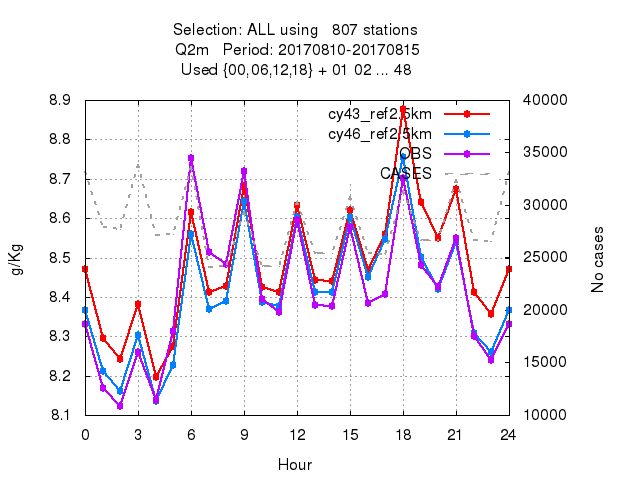 Selection: ALL using   807 stations
Q2m   Period: 20170810-20170815
Used {00,06,12,18} + 01 02 ... 48
8.9
8.8
8.7
8.6
8.5
8.4
8.3
8.2
8.1
g/Kg
cy43_ref2.5km
cy46_ref2.5km
OBS
CASES
40000
35000
30000
25000
20000
15000
10000
No cases
0 3 6 9 12 15 18 21 24
Hour